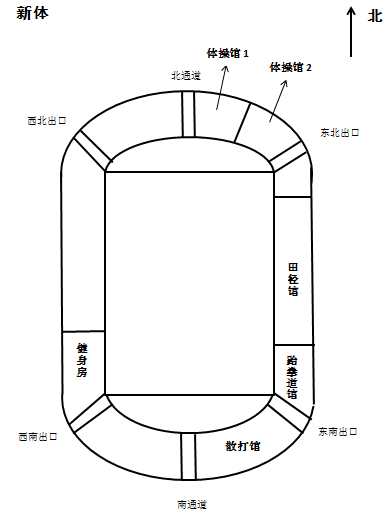 新体
北
体操馆 1
体操馆 2
北通道
西北出口
东北出口
田径馆
健身房
跆拳道馆
西南出口
散打馆
东南出口
南通道